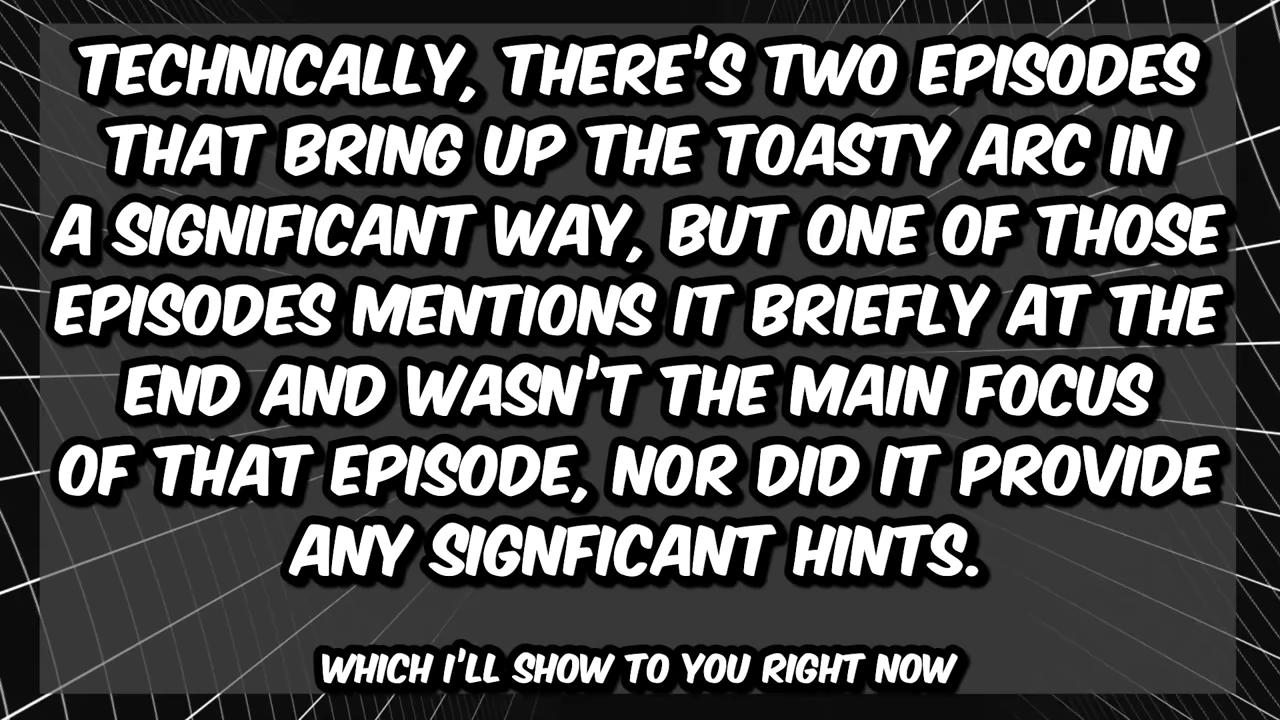 TECHNICALLY, THERE'S TWO EPISODES
THAT BRING UP THE TOASTY ARC IN
A SIGNIFICANT WAY, BUT ONE OF THOSE
EPISODES MENTIONS IT BRIEFLY AT THE
END AND WASN'T THE MAIN FOCUS
OF THAT EPISODE, NOR DID IT PROVIDE
ANY SIGNFICANT HINTS.
WHICH I'LL SHOW TO YOU RIGHT NOW